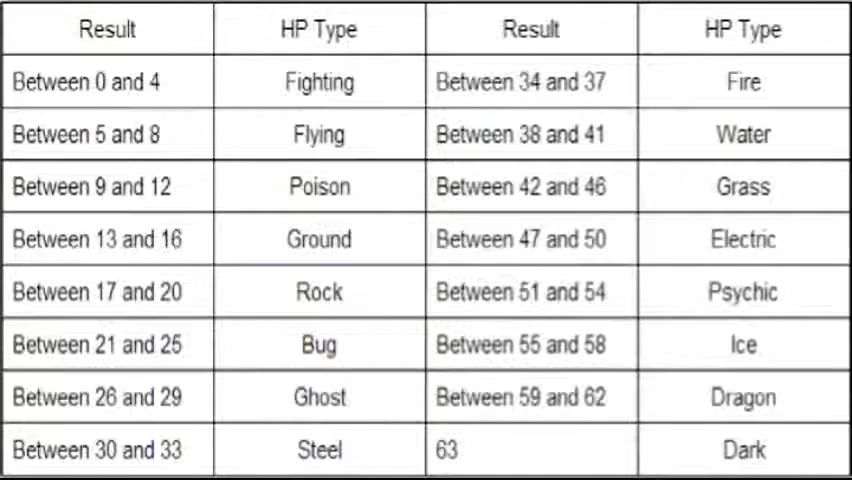 Result HP Type Result HP Type
Between 0 and 4 Fighting Between 34 and 37 Fire
Between 5 and 8 Flying Between 38 and 41 Water
Between 9 and 12 Poison Between 42 and 46 Grass
Between 13 and 16 Ground Between 47 and 50 Electric
Between 17 and 20 Rock Between 51 and 54 Psychic
Between 21 and 25 Bug Between 55 and 58 Ice
Between 26 and 29 Ghost Between 59 and 62 Dragon
Between 30 and 33 Steel 63 Dark